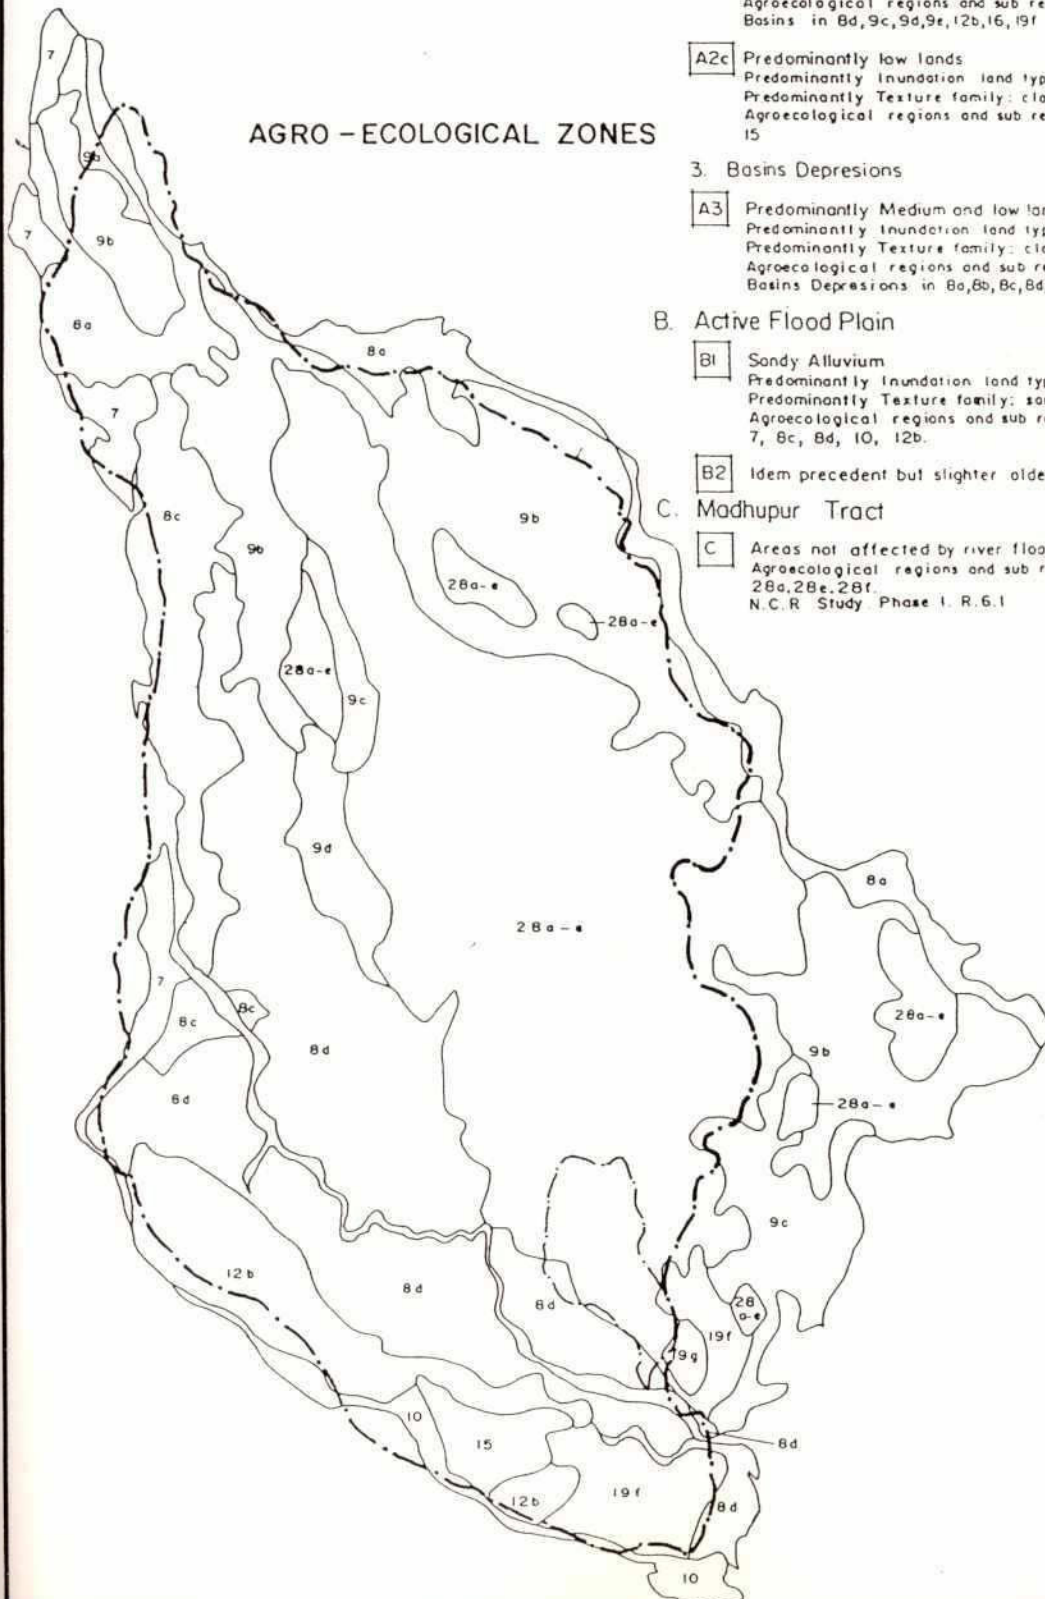 Agroecological regions and sub re
Basins in 8d,9c,9d,9e,12b,16,19f
A2c Predominantly low lands
Predominantly Inundation land typ
Predominantly Texture family: cla
Agroecological regions and sub re
15
AGRO - ECOLOGICAL ZONES
3. Basins Depresions
A3 Predominantly Medium and low lan
Predominantly Inundation land typ
Predominantly Texture family: cla
Agroecological regions and sub re
Basins Depresions in 8a,8b,8c,8d,
B. Active Flood Plain
B1 Sandy Alluvium
Predominantly Inundation land typ
Predominantly Texture family; san
Agroecological regions and sub re
7, 8c, 8d, 10, 12b.
B2 Idem precedent but slighter olde
C. Madhupur Tract
C Areas not affected by river floo
Agroecological regions and sub r
28a,28e,28f.
N.C.R Study Phase I. R.6.1
7
9b
7
9b
8a
8a
7
8c
9b
9b
28a-e
28a-e
28a-e
9c
9d
8a
28a-e
7
8c
8c
28a-e
8d
9b
28a-e
8d
9c
12b
8d
8d
28
a-e
19f
10
15
8d
12b
19f
8d
10